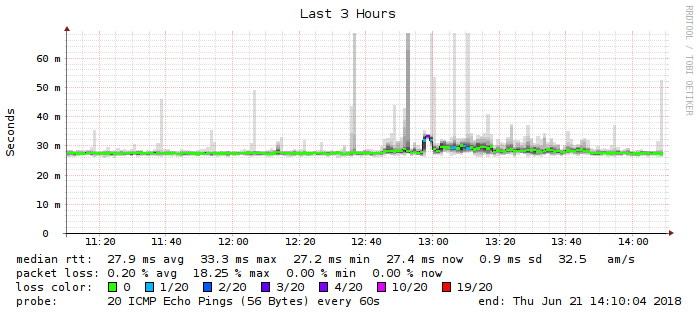 Last 3 Hours
RRDTOOL / TOBI OETIKER
Seconds
60 m
50 m
40 m
30 m
20 m
10 m
0
11:20 11:40 12:00 12:20 12:40 13:00 13:20 13:40 14:00
median rtt: 27.9 ms avg 33.3 ms max 27.2 ms min 27.4 ms now 0.9 ms sd 32.5 am/s
packet loss: 0.20 % avg 18.25 % max 0.00 % min 0.00 % now
loss color: 0 1/20 2/20 3/20 4/20 10/20 19/20
probe: 20 ICMP Echo Pings (56 Bytes) every 60s end: Thu Jun 21 14:10:04 2018